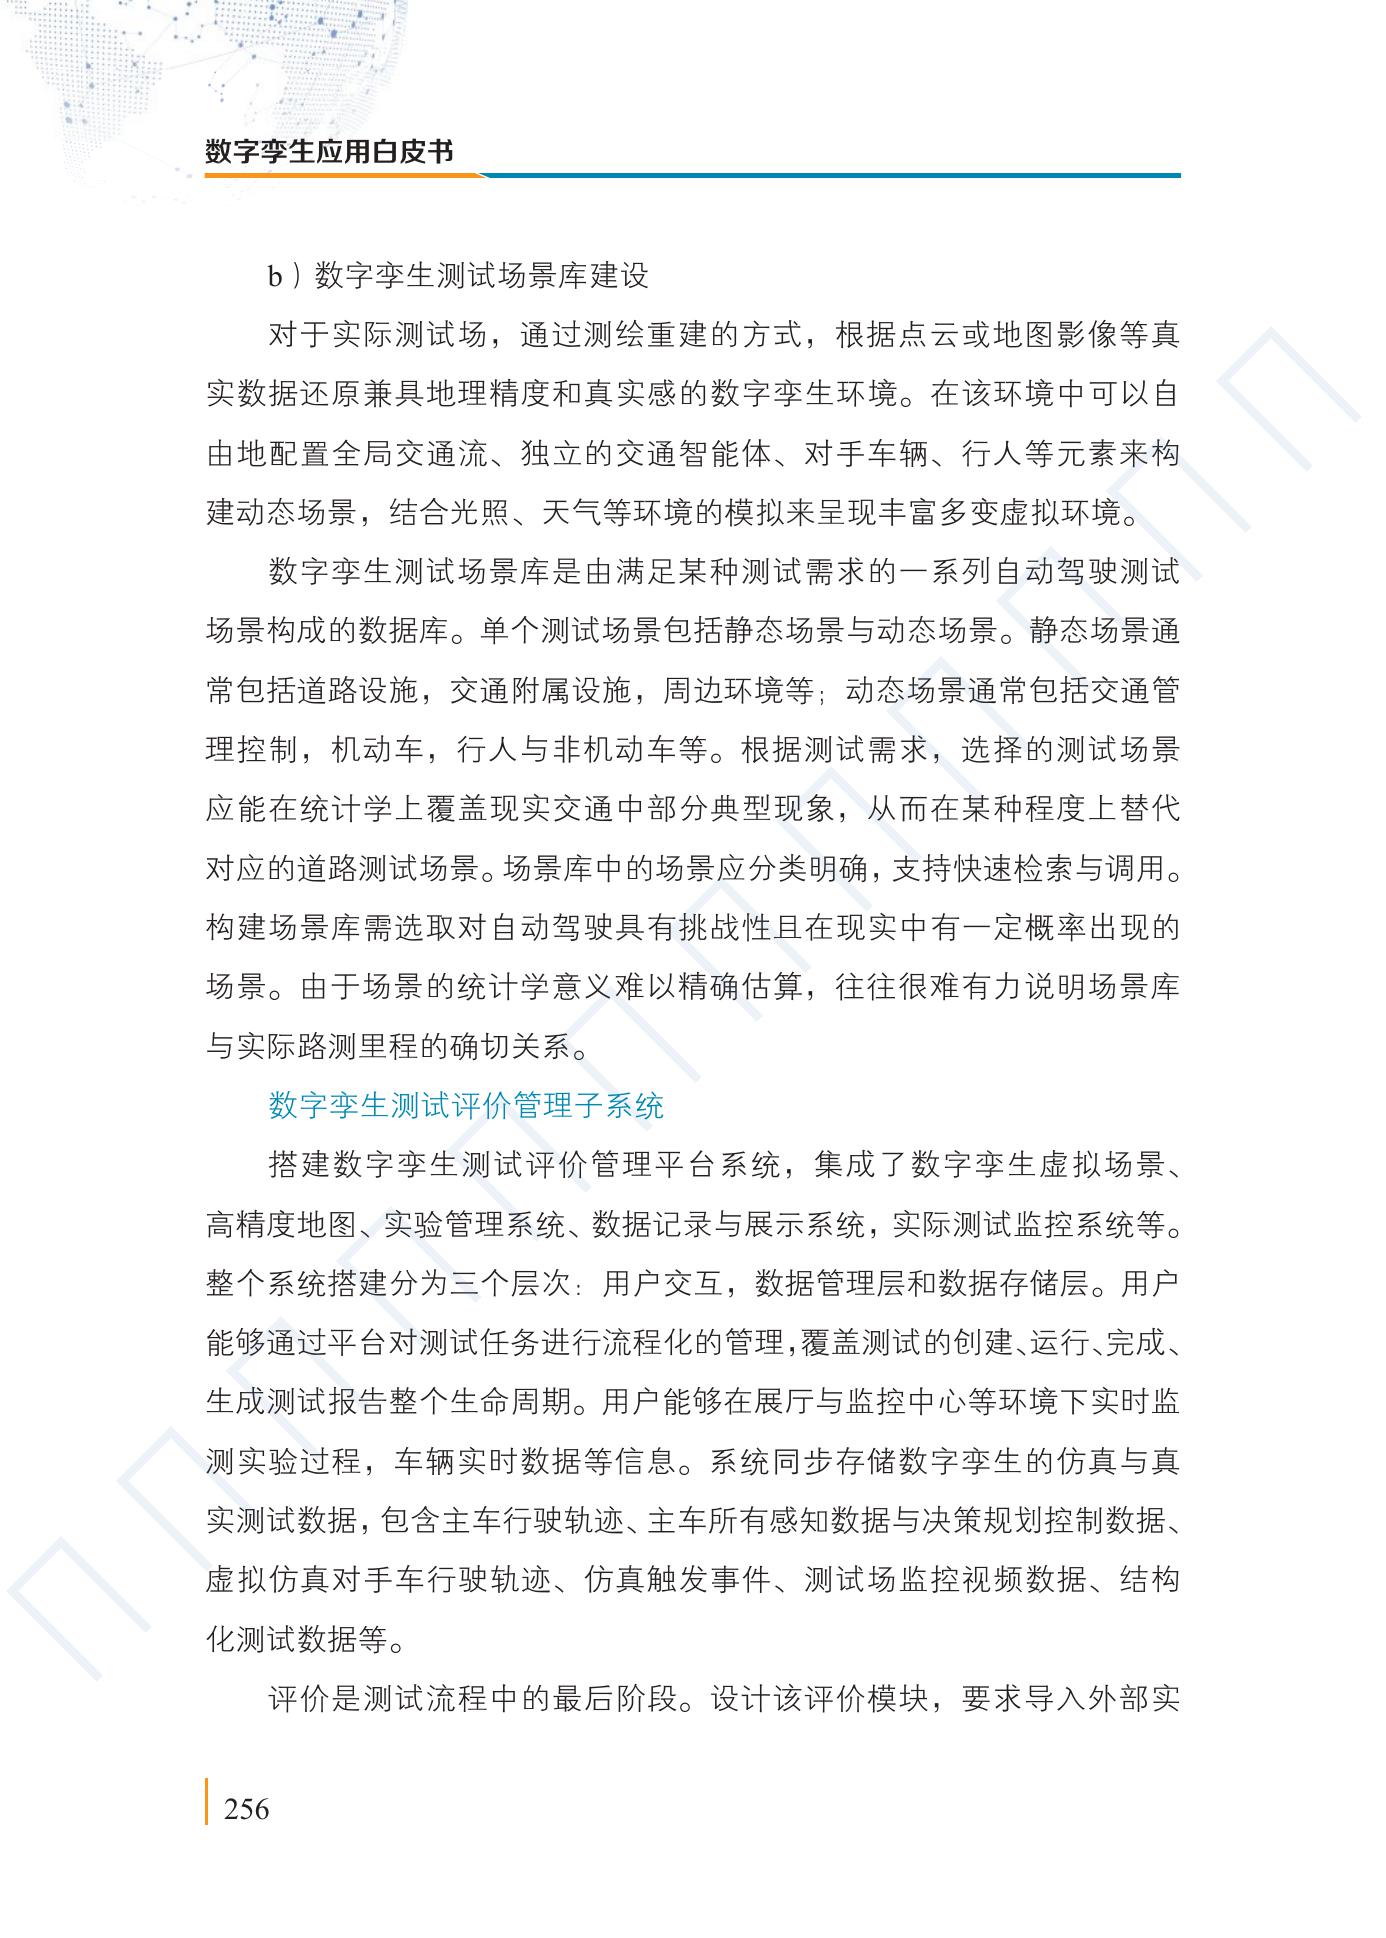 数字孪生应用白皮书
b）数字孪生测试场景库建设
对于实际测试场，通过测绘重建的方式，根据点云或地图影像等真
实数据还原兼具地理精度和真实感的数字孪生环境。在该环境中可以自
由地配置全局交通流、独立的交通智能体、对手车辆、行人等元素来构
建动态场景，结合光照、天气等环境的模拟来呈现丰富多变虚拟环境。
数字孪生测试场景库是由满足某种测试需求的一系列自动驾驶测试
场景构成的数据库。单个测试场景包括静态场景与动态场景。静态场景通
常包括道路设施，交通附属设施，周边环境等；动态场景通常包括交通管
理控制，机动车，行人与非机动车等。根据测试需求，选择的测试场景
应能在统计学上覆盖现实交通中部分典型现象，从而在某种程度上替代
对应的道路测试场景。场景库中的场景应分类明确，支持快速检索与调用。
构建场景库需选取对自动驾驶具有挑战性且在现实中有一定概率出现的
场景。由于场景的统计学意义难以精确估算，往往很难有力说明场景库
与实际路测里程的确切关系。
数字孪生测试评价管理子系统
搭建数字孪生测试评价管理平台系统，集成了数字孪生虚拟场景、
高精度地图、实验管理系统、数据记录与展示系统，实际测试监控系统等。
整个系统搭建分为三个层次：用户交互，数据管理层和数据存储层。用户
能够通过平台对测试任务进行流程化的管理，覆盖测试的创建、运行、完成、
生成测试报告整个生命周期。用户能够在展厅与监控中心等环境下实时监
测实验过程，车辆实时数据等信息。系统同步存储数字孪生的仿真与真
实测试数据，包含主车行驶轨迹、主车所有感知数据与决策规划控制数据、
虚拟仿真对手车行驶轨迹、仿真触发事件、测试场监控视频数据、结构
化测试数据等。
评价是测试流程中的最后阶段。设计该评价模块，要求导入外部实
256